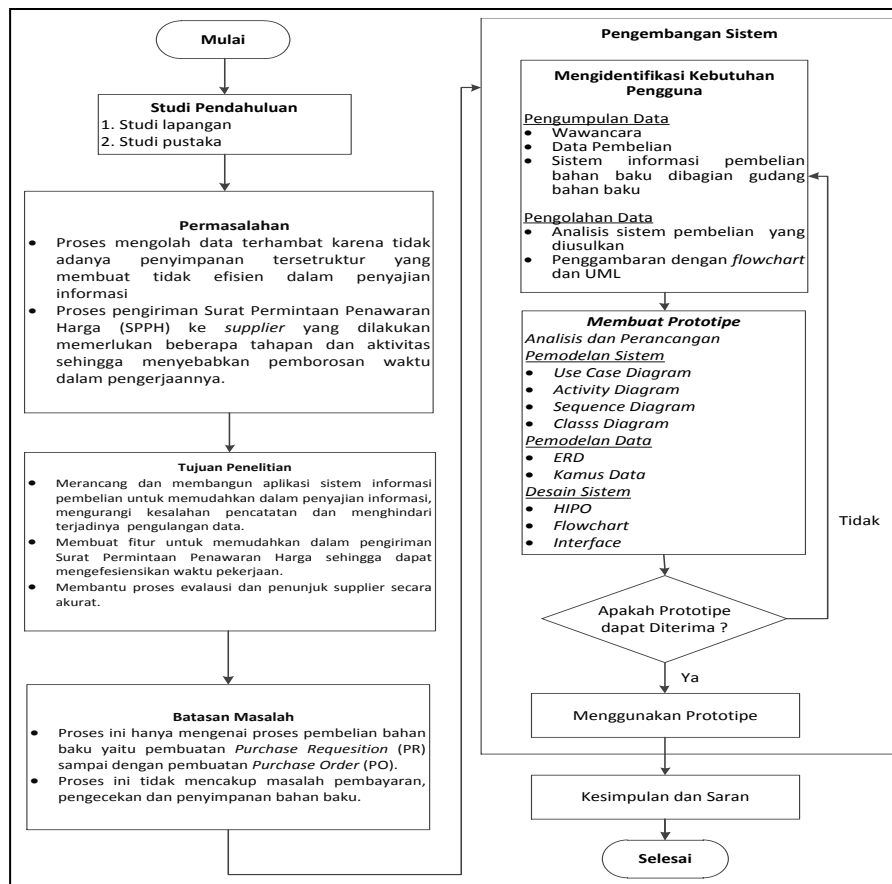 Mulai
Studi Pendahuluan
1. Studi lapangan
2. Studi pustaka
Permasalahan
• Proses mengolah data terhambat karena tidak
adanya penyimpanan tersetruktur yang
membuat tidak efisien dalam penyajian
informasi
• Proses pengiriman Surat Permintaan Penawaran
Harga (SPPH) ke supplier yang dilakukan
memerlukan beberapa tahapan dan aktivitas
sehingga menyebabkan pemborosan waktu
dalam pengerjaannya.
Tujuan Penelitian
• Merancang dan membangun aplikasi sistem informasi
pembelian untuk memudahkan dalam penyajian informasi,
mengurangi kesalahan pencatatan dan menghindari
terjadinya pengulangan data.
• Membuat fitur untuk memudahkan dalam pengiriman
Surat Permintaan Penawaran Harga sehingga dapat
mengefesiensikan waktu pekerjaan.
• Membantu proses evalausi dan penunjuk supplier secara
akurat.
Batasan Masalah
• Proses ini hanya mengenai proses pembelian bahan
baku yaitu pembuatan Purchase Requesition (PR)
sampai dengan pembuatan Purchase Order (PO).
• Proses ini tidak mencakup masalah pembayaran,
pengecekan dan penyimpanan bahan baku.
Pengembangan Sistem
Mengidentifikasi Kebutuhan
Pengguna
Pengumpulan Data
• Wawancara
• Data Pembelian
• Sistem informasi pembelian
bahan baku dibagian gudang
bahan baku
Pengolahan Data
• Analisis sistem pembelian yang
diusulkan
• Penggambaran dengan flowchart
dan UML
Membuat Prototipe
Analisis dan Perancangan
Pemodelan Sistem
• Use Case Diagram
• Activity Diagram
• Sequence Diagram
• Classs Diagram
Pemodelan Data
• ERD
• Kamus Data
Desain Sistem
• HIPO
• Flowchart
• Interface
Tidak
Apakah Prototipe
dapat Diterima ?
Ya
Menggunakan Prototipe
Kesimpulan dan Saran
Selesai